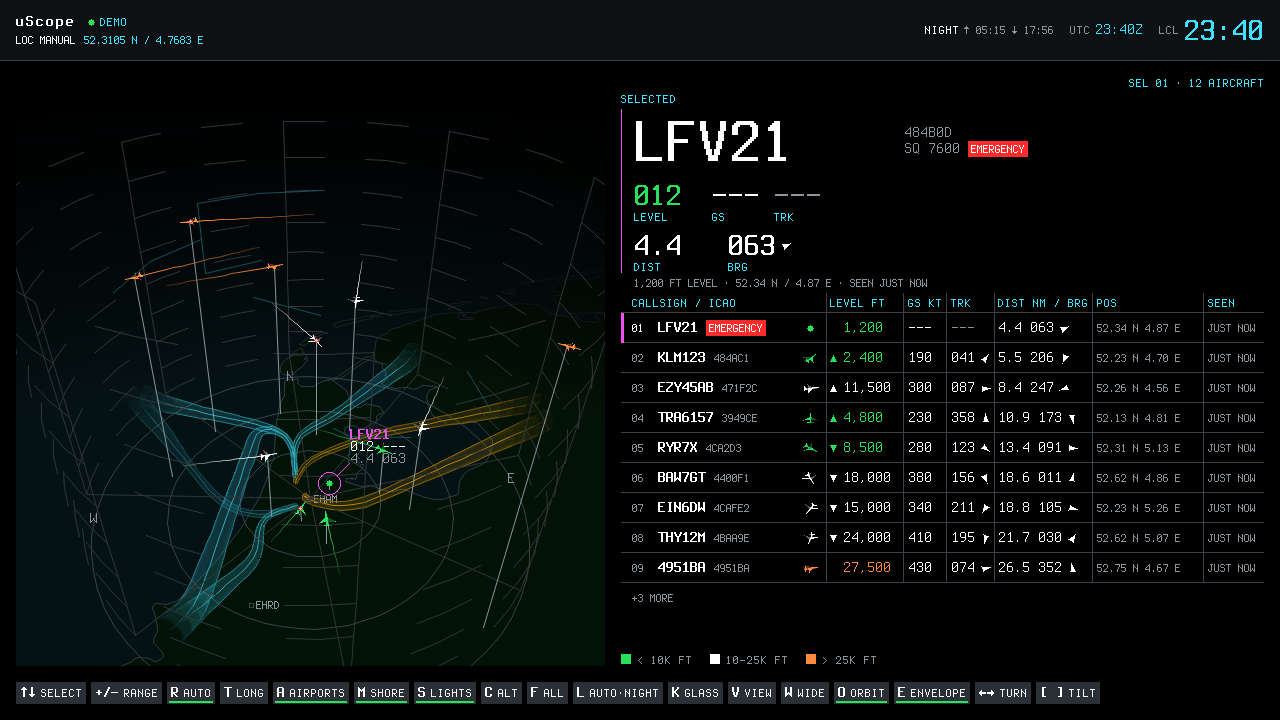 uScope DEMO
LOC MANUAL 52.3105 N / 4.7683 E
NIGHT ↑ 05:15 ↓ 17:56 UTC 23:40Z LCL 23:40
SEL 01 · 12 AIRCRAFT
SELECTED
LFV21
484B0D
SQ 7600 EMERGENCY
012 --- ---
LEVEL GS TRK
4.4 063
DIST BRG
1,200 FT LEVEL · 52.34 N / 4.87 E · SEEN JUST NOW
CALLSIGN / ICAO LEVEL FT GS KT TRK DIST NM / BRG POS SEEN
01 LFV21 EMERGENCY 1,200 --- --- 4.4 063 52.34 N 4.87 E JUST NOW
02 KLM123 484AC1 ▲ 2,400 190 041 5.5 206 52.23 N 4.70 E JUST NOW
03 EZY45AB 471F2C ▲ 11,500 300 087 8.4 247 52.26 N 4.56 E JUST NOW
04 TRA6157 3949CE ▲ 4,800 230 358 10.9 173 52.13 N 4.81 E JUST NOW
05 RYR7X 4CA2D3 ▼ 8,500 280 123 13.4 091 52.31 N 5.13 E JUST NOW
06 BAW7GT 4400F1 ▼ 18,000 380 156 18.6 011 52.62 N 4.86 E JUST NOW
07 EIN6DW 4CAFE2 ▼ 15,000 340 211 18.8 105 52.23 N 5.26 E JUST NOW
08 THY12M 4BAA9E ▼ 24,000 410 195 21.7 030 52.62 N 5.07 E JUST NOW
09 4951BA 4951BA 27,500 430 074 26.5 352 52.75 N 4.67 E JUST NOW
+3 MORE
N
LFV21
012 ---
4.4 063
E
EHAM
W
EHRD
< 10K FT 10-25K FT > 25K FT
↑↓ SELECT +/- RANGE R AUTO T LONG A AIRPORTS M SHORE S LIGHTS C ALT F ALL L AUTO·NIGHT K GLASS V VIEW W WIDE O ORBIT E ENVELOPE ←→ TURN [ ] TILT